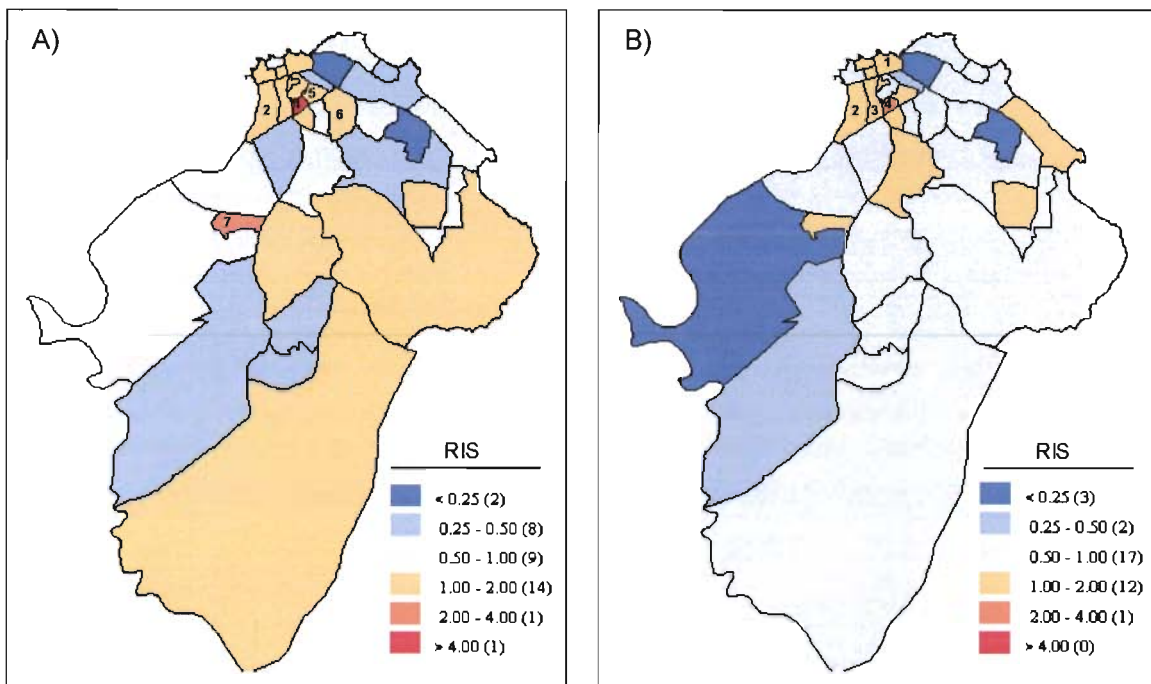 A)
5
2
6
7
RIS
< 0.25 (2)
0.25 - 0.50 (8)
0.50 - 1.00 (9)
1.00 - 2.00 (14)
2.00 - 4.00 (1)
> 4.00 (1)
B)
1
2 3 4
RIS
< 0.25 (3)
0.25 - 0.50 (2)
0.50 - 1.00 (17)
1.00 - 2.00 (12)
2.00 - 4.00 (1)
> 4.00 (0)